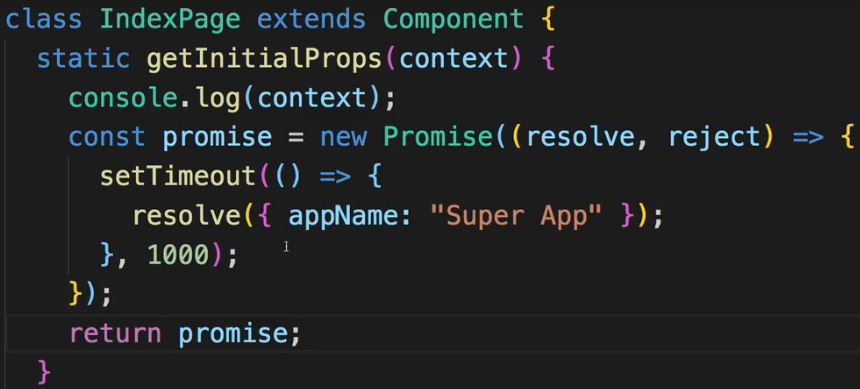 class IndexPage extends Component {
  static getInitialProps(context) {
    console.log(context);
    const promise = new Promise((resolve, reject) => {
      setTimeout(() => {
        resolve({ appName: "Super App" });
      }, 1000);
    });
    return promise;
  }